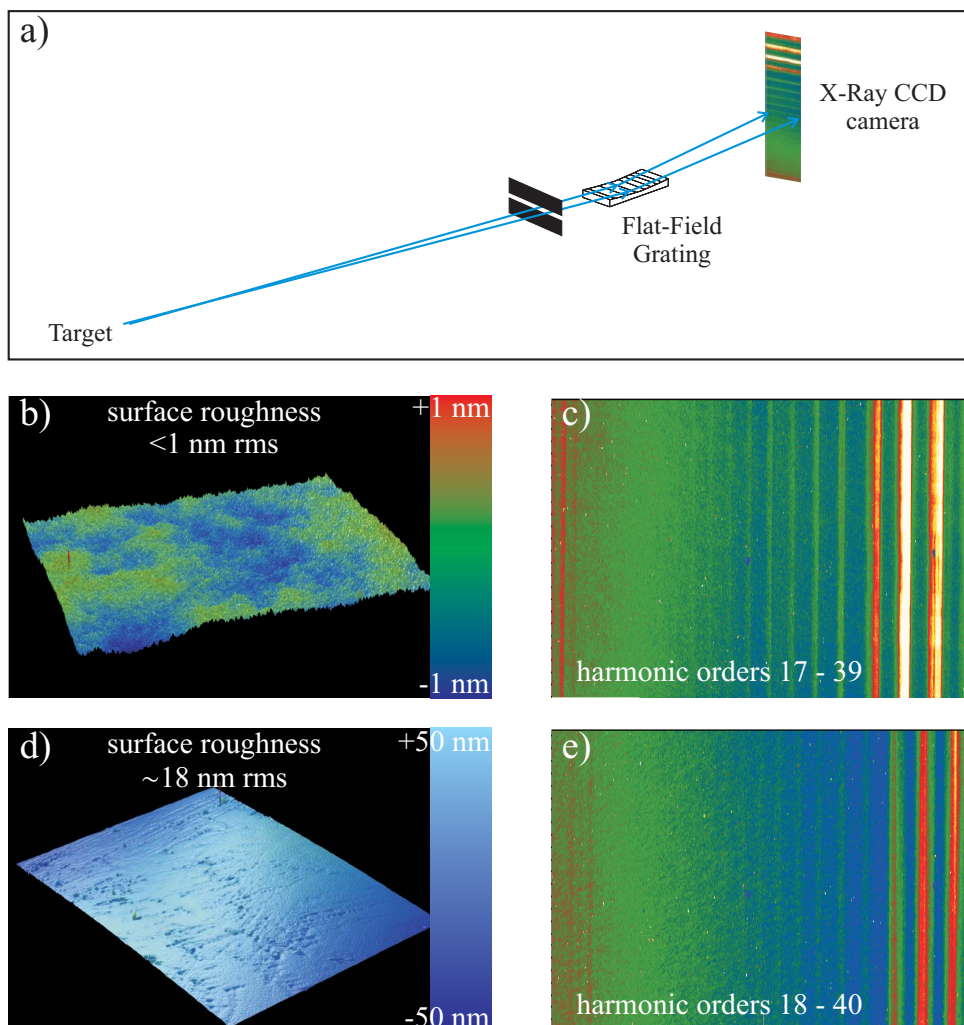 a)
X-Ray CCD
camera
Flat-Field
Grating
Target
b)
surface roughness
<1 nm rms
+1 nm
-1 nm
c)
harmonic orders 17 - 39
d)
surface roughness
~18 nm rms
+50 nm
-50 nm
e)
harmonic orders 18 - 40